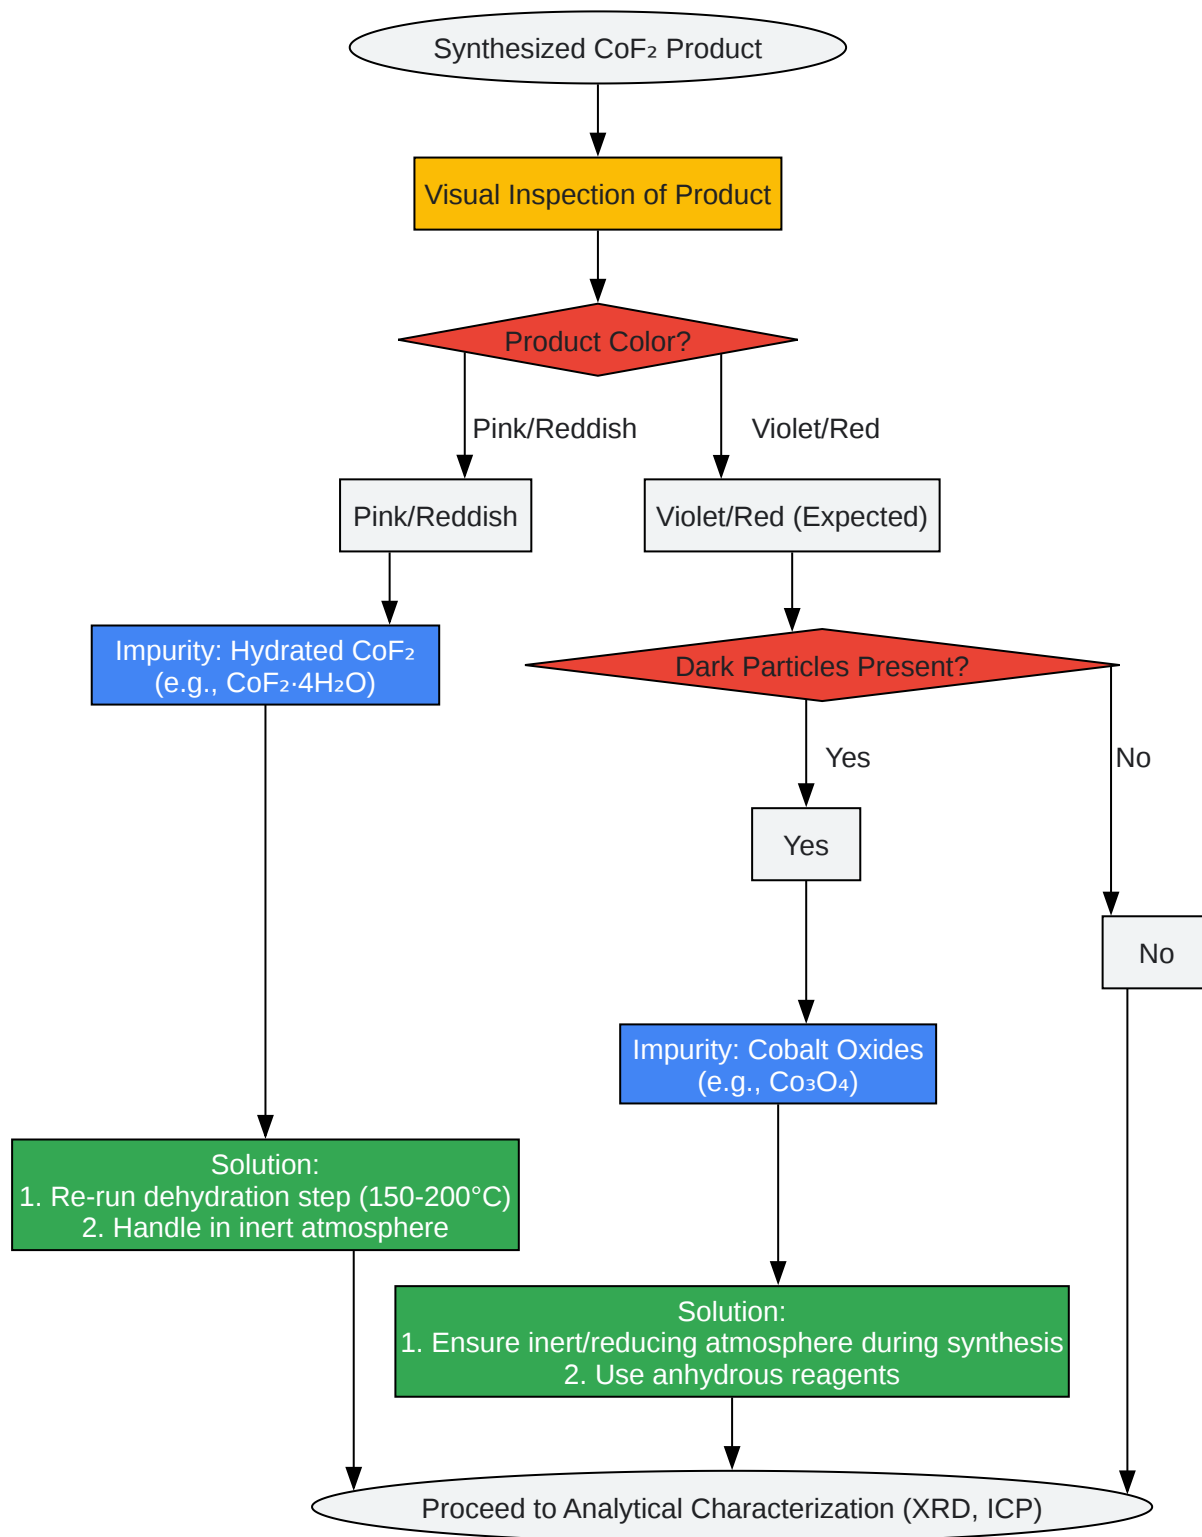 Synthesized CoF₂ Product
Visual Inspection of Product
Product Color?
Pink/Reddish
Violet/Red
Pink/Reddish
Violet/Red (Expected)
Impurity: Hydrated CoF₂
(e.g., CoF₂·4H₂O)
Dark Particles Present?
Yes
No
Yes
No
Impurity: Cobalt Oxides
(e.g., Co₃O₄)
Solution:
1. Re-run dehydration step (150-200°C)
2. Handle in inert atmosphere
Solution:
1. Ensure inert/reducing atmosphere during synthesis
2. Use anhydrous reagents
Proceed to Analytical Characterization (XRD, ICP)